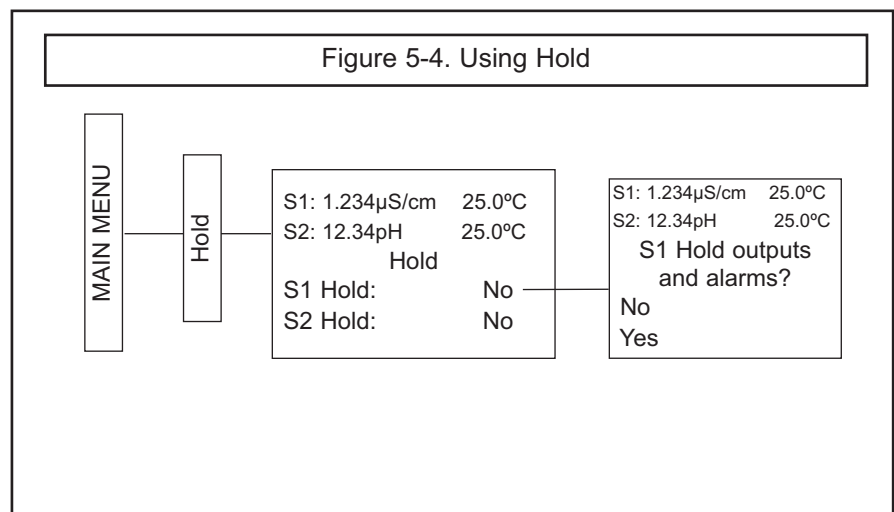 Figure 5-4. Using Hold
MAIN MENU
Hold
S1: 1.234µS/cm 25.0ºC
S2: 12.34pH 25.0ºC
Hold
S1 Hold: No
S2 Hold: No
S1: 1.234µS/cm 25.0ºC
S2: 12.34pH 25.0ºC
S1 Hold outputs
and alarms?
No
Yes